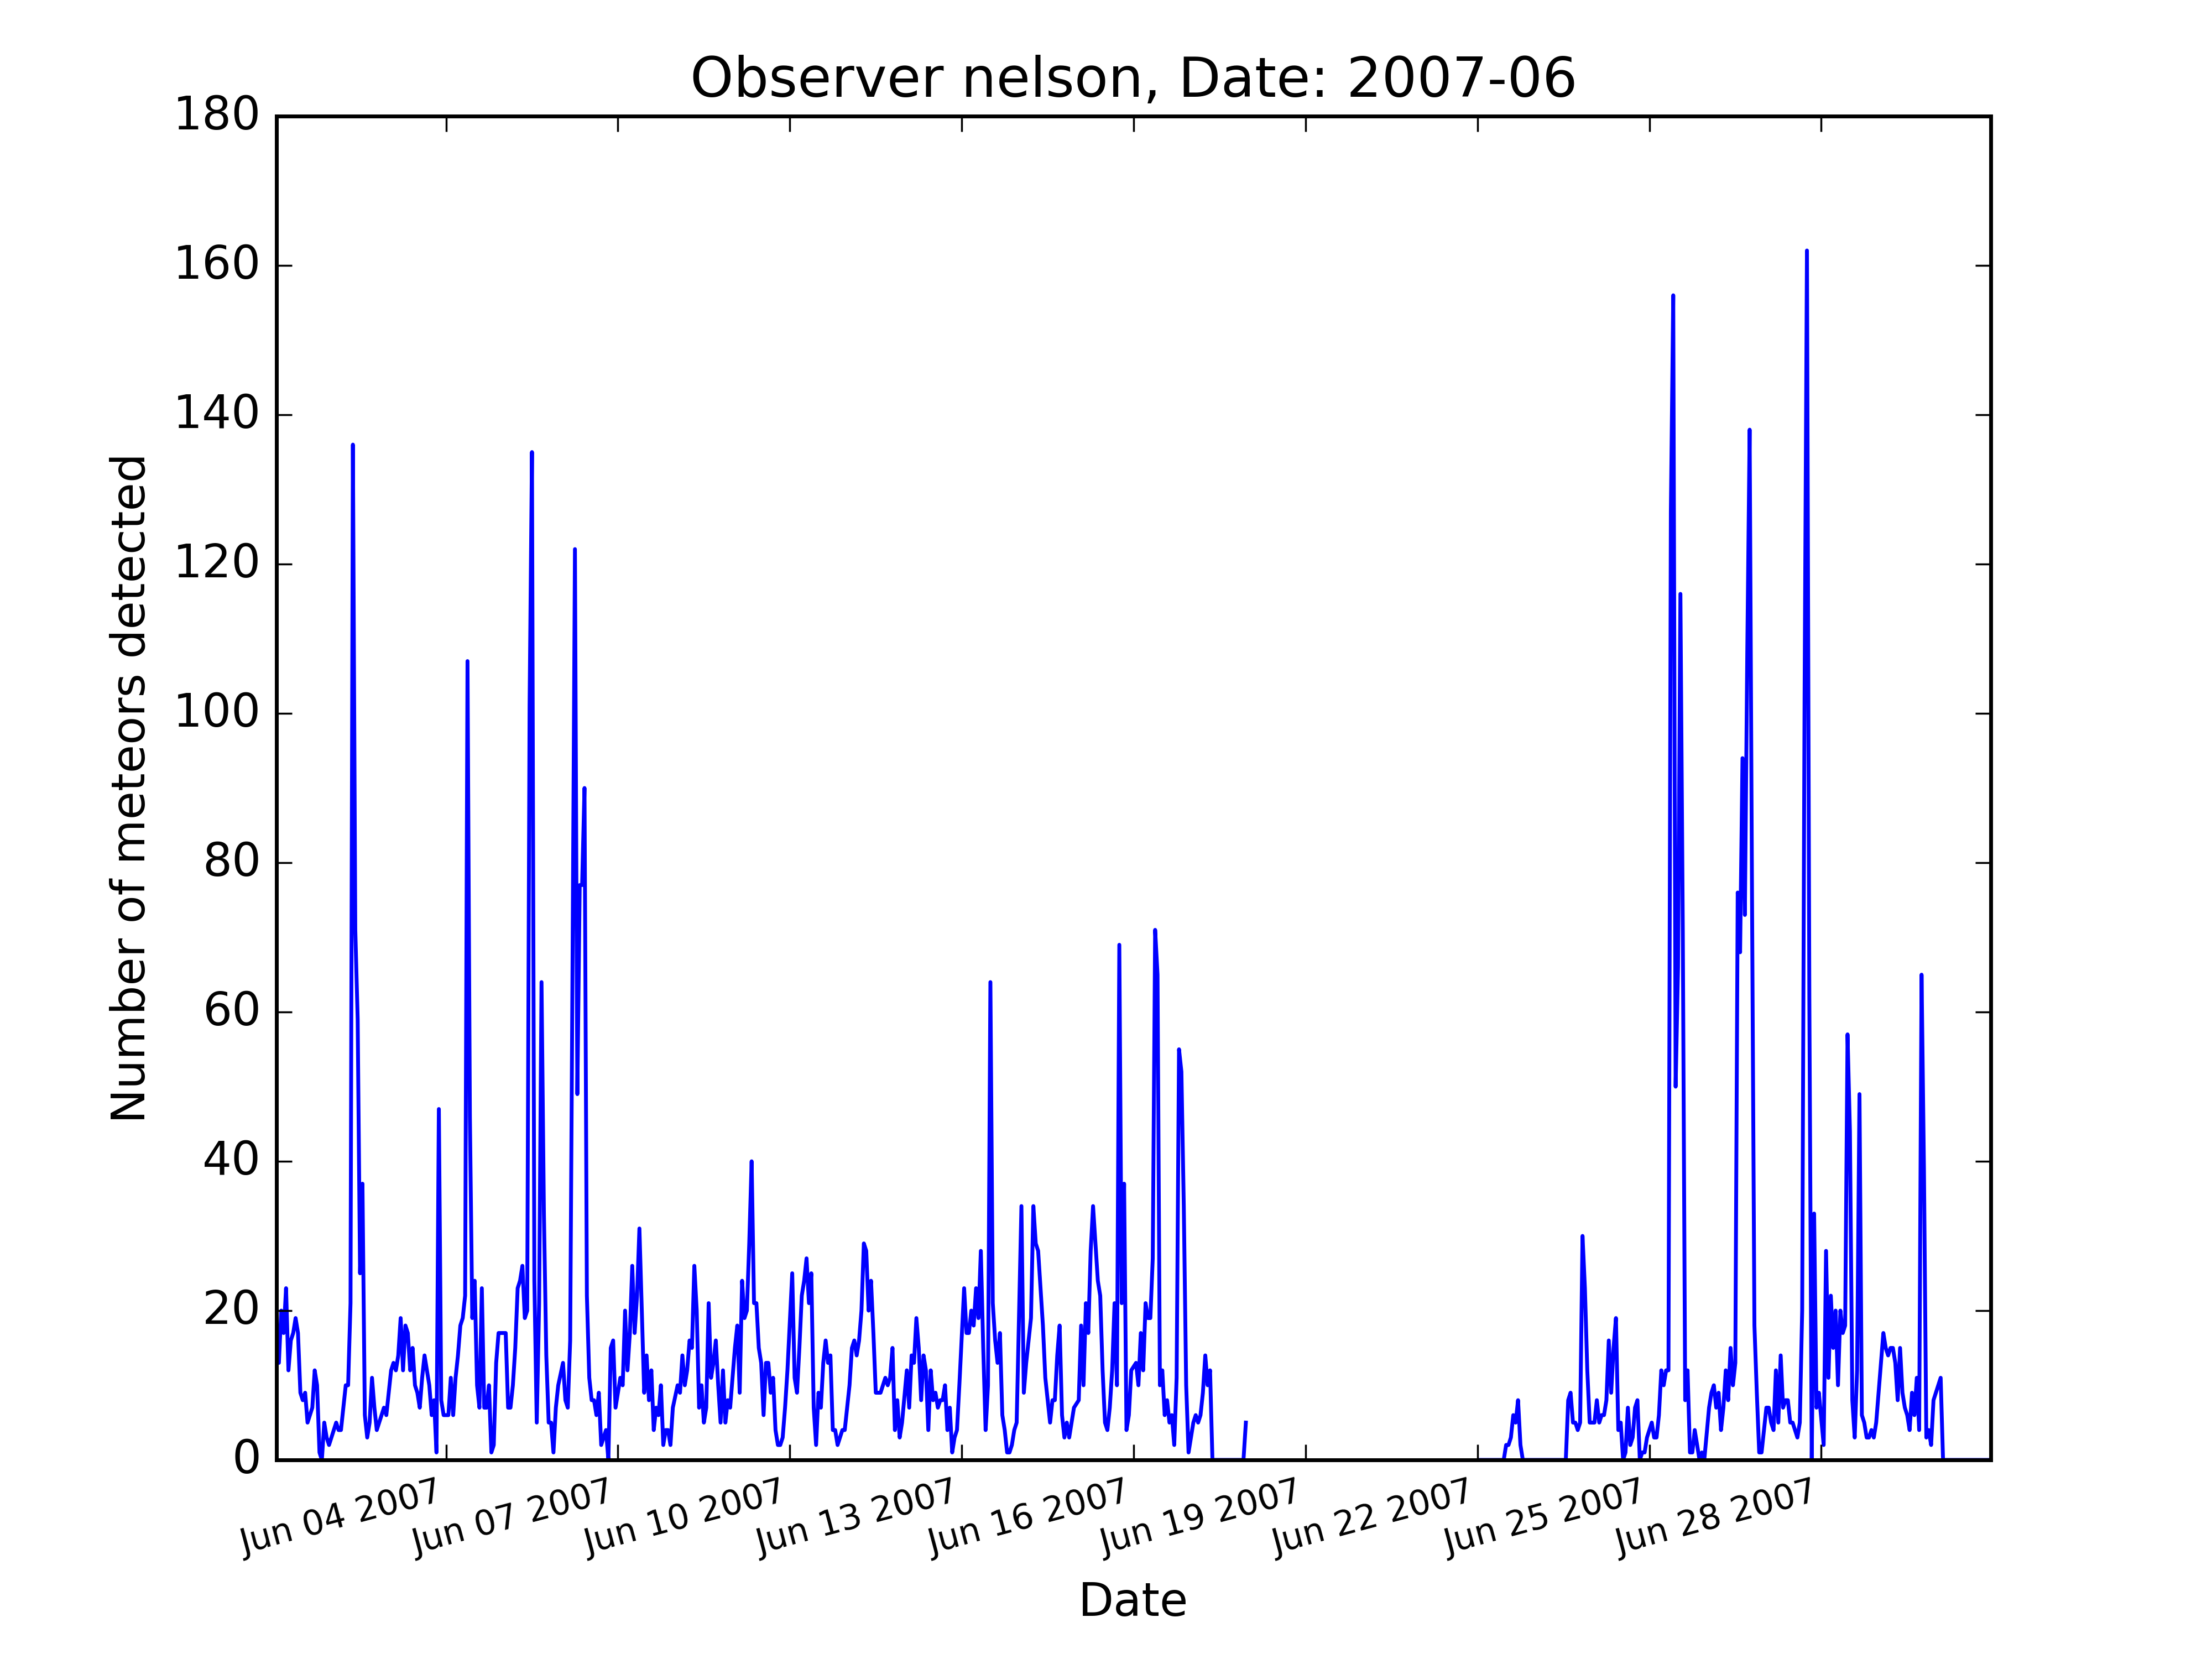 Observer nelson, Date: 2007-06
180
160
140
120
100
80
60
40
20
0
Number of meteors detected
Jun 04 2007
Jun 07 2007
Jun 10 2007
Jun 13 2007
Jun 16 2007
Jun 19 2007
Jun 22 2007
Jun 25 2007
Jun 28 2007
Date